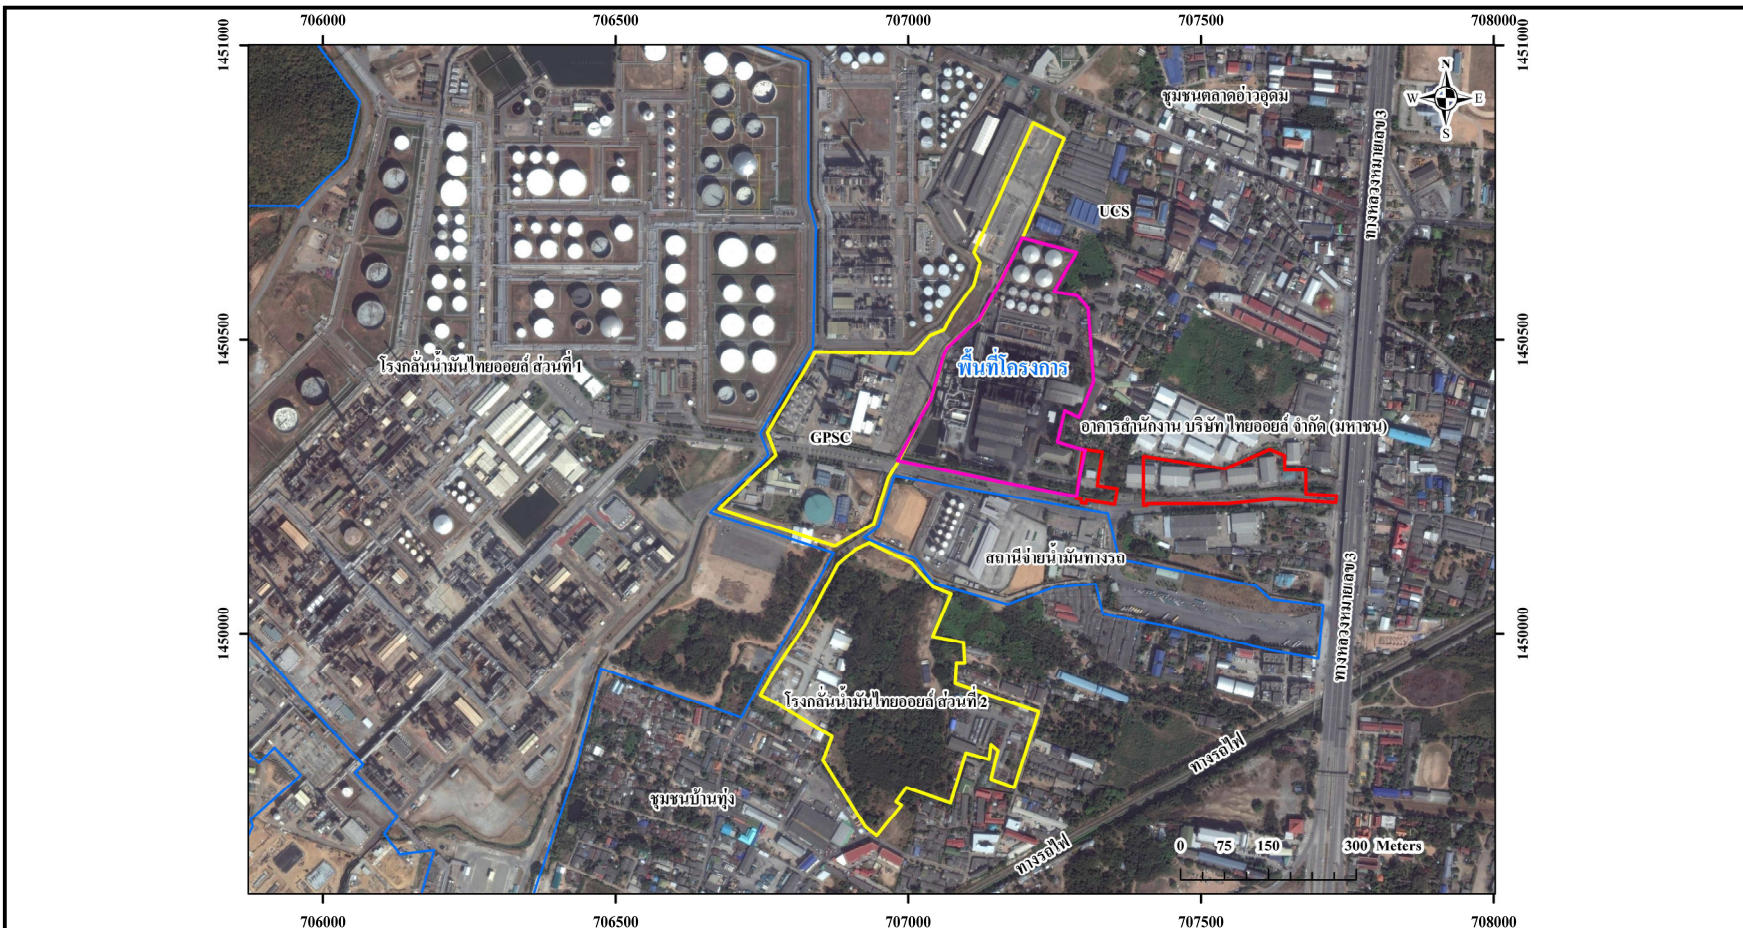 706000
706500
707000
707500
708000
1451000
1451000
N
W
E
S
ชุมชนตลาดอ่าวอุดม
ทางหลวงหมายเลข3
UCS
1450500
1450500
โรงกลั่นน้ำมันไทยออยล์ ส่วนที่ 1
พื้นที่โครงการ
GPSC
อาคารสำนักงาน บริษัท ไทยออยล์ จำกัด (มหาชน)
สถานีจ่ายน้ำมันทางรถ
ทางหลวงหมายเลข3
1450000
1450000
โรงกลั่นน้ำมันไทยออยล์ ส่วนที่ 2
ทางรถไฟ
ชุมชนบ้านทุ่ง
ทางรถไฟ
0 75 150 300 Meters
706000
706500
707000
707500
708000